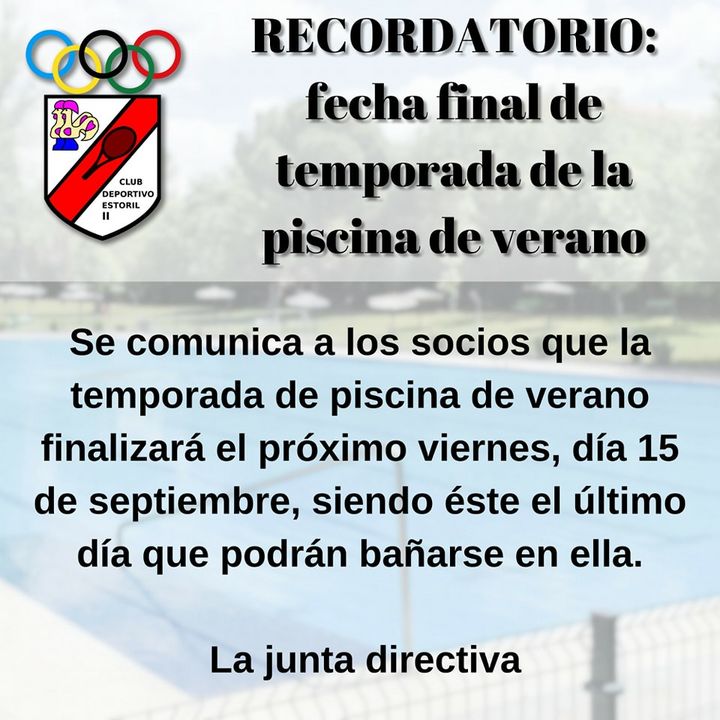 RECORDATORIO:
fecha final de
temporada de la
piscina de verano
CLUB
DEPORTIVO
ESTORIL
II
Se comunica a los socios que la
temporada de piscina de verano
finalizará el próximo viernes, día 15
de septiembre, siendo éste el último
día que podrán bañarse en ella.
La junta directiva